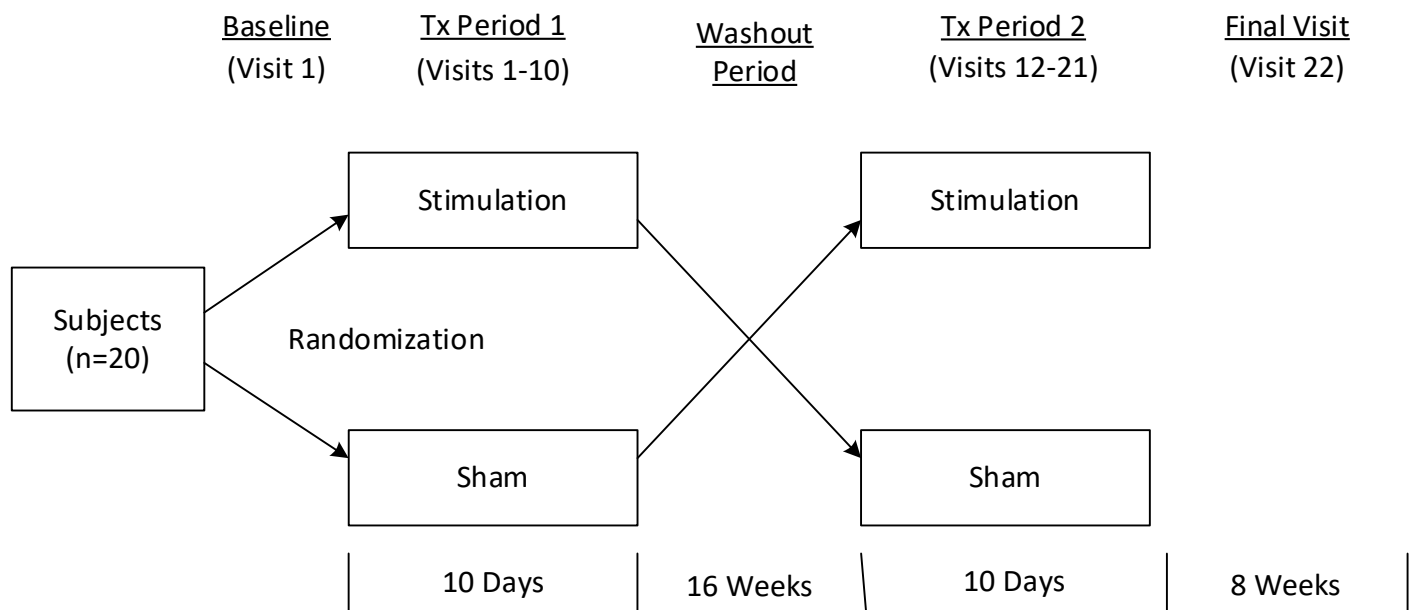 Baseline
(Visit 1)
Tx Period 1
(Visits 1-10)
Washout
Period
Tx Period 2
(Visits 12-21)
Final Visit
(Visit 22)
Stimulation
Stimulation
Subjects
(n=20)
Randomization
Sham
Sham
10 Days
16 Weeks
10 Days
8 Weeks